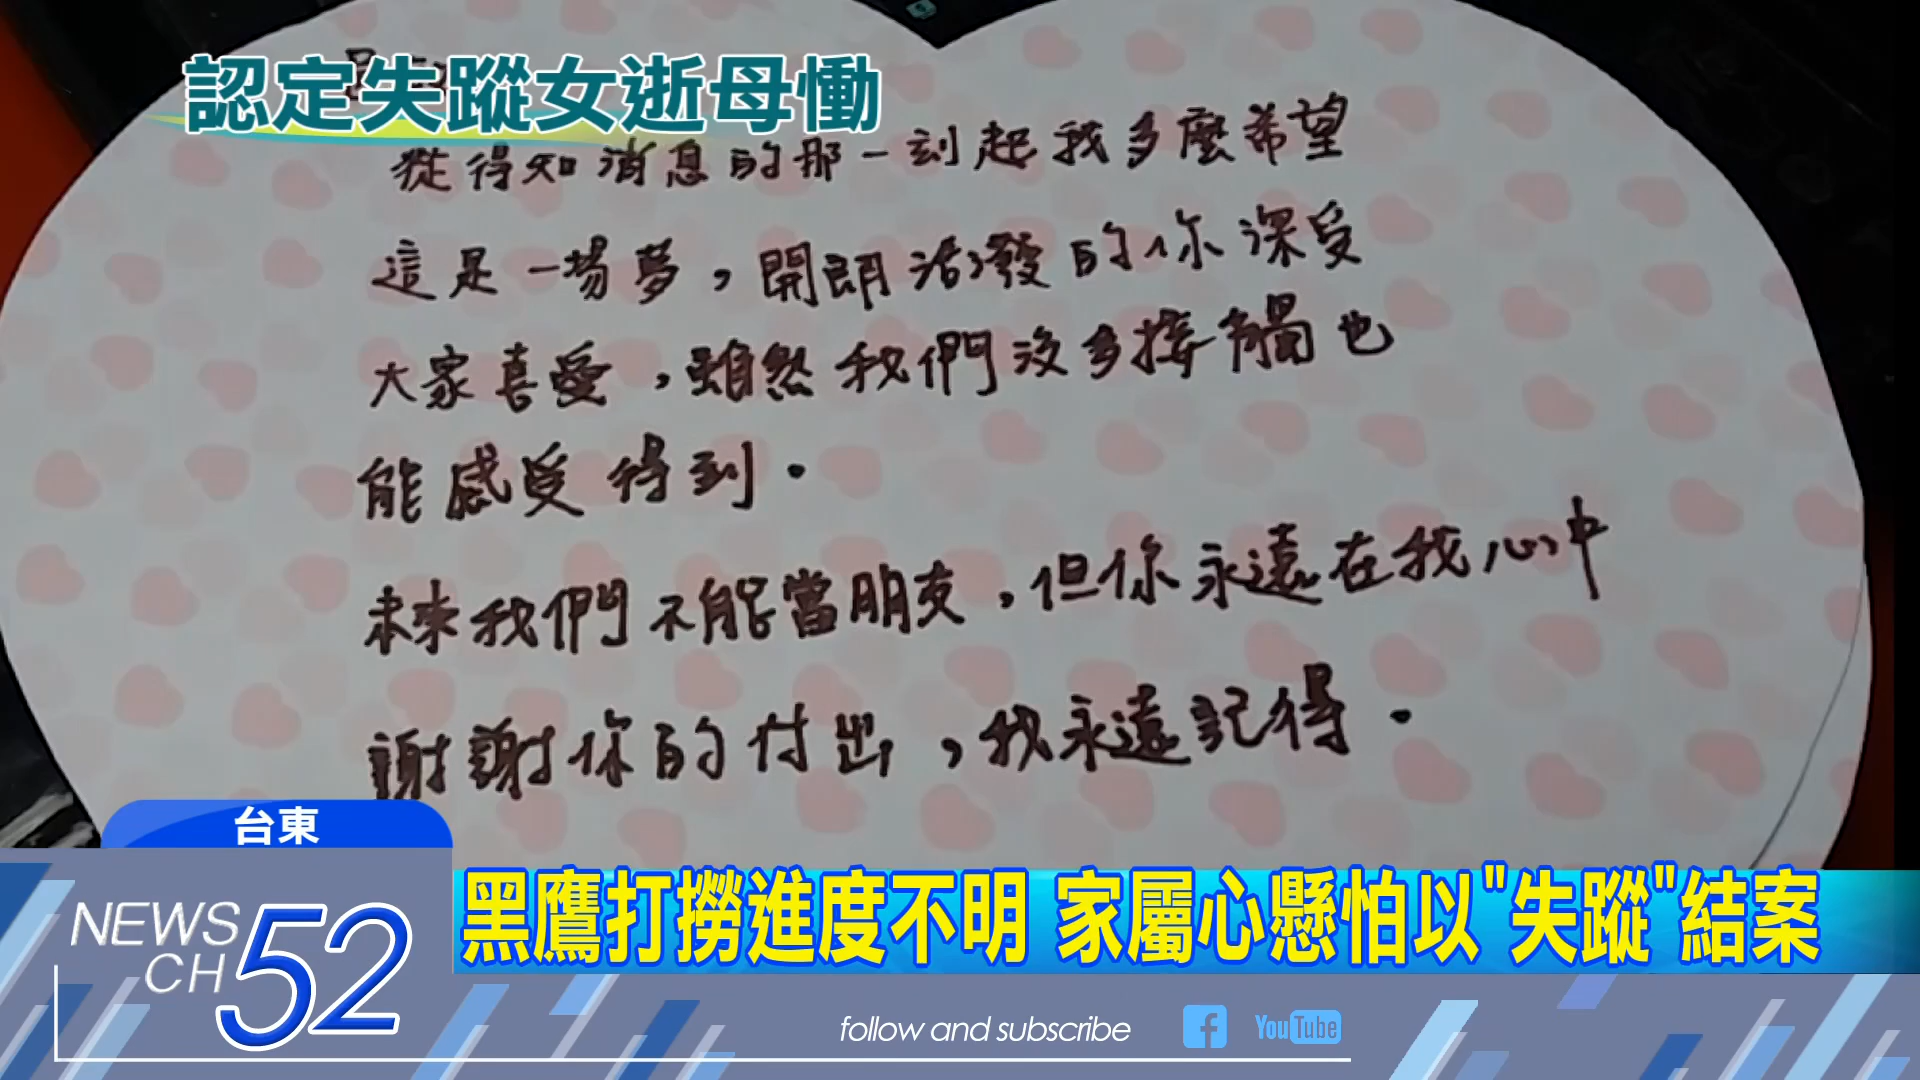 認定失蹤女逝母慟
從得知消息的那一刻起我多麼希望
這是一場夢，開朗活潑的你深受
大家喜愛，雖然我們沒多接觸也
能感受得到。
未來我們不能當朋友，但你永遠在我心中
謝謝你的付出，我永遠記得。
台東
黑鷹打撈進度不明 家屬心懸怕以"失蹤"結案
NEWS
CH 52
follow and subscribe
YouTube